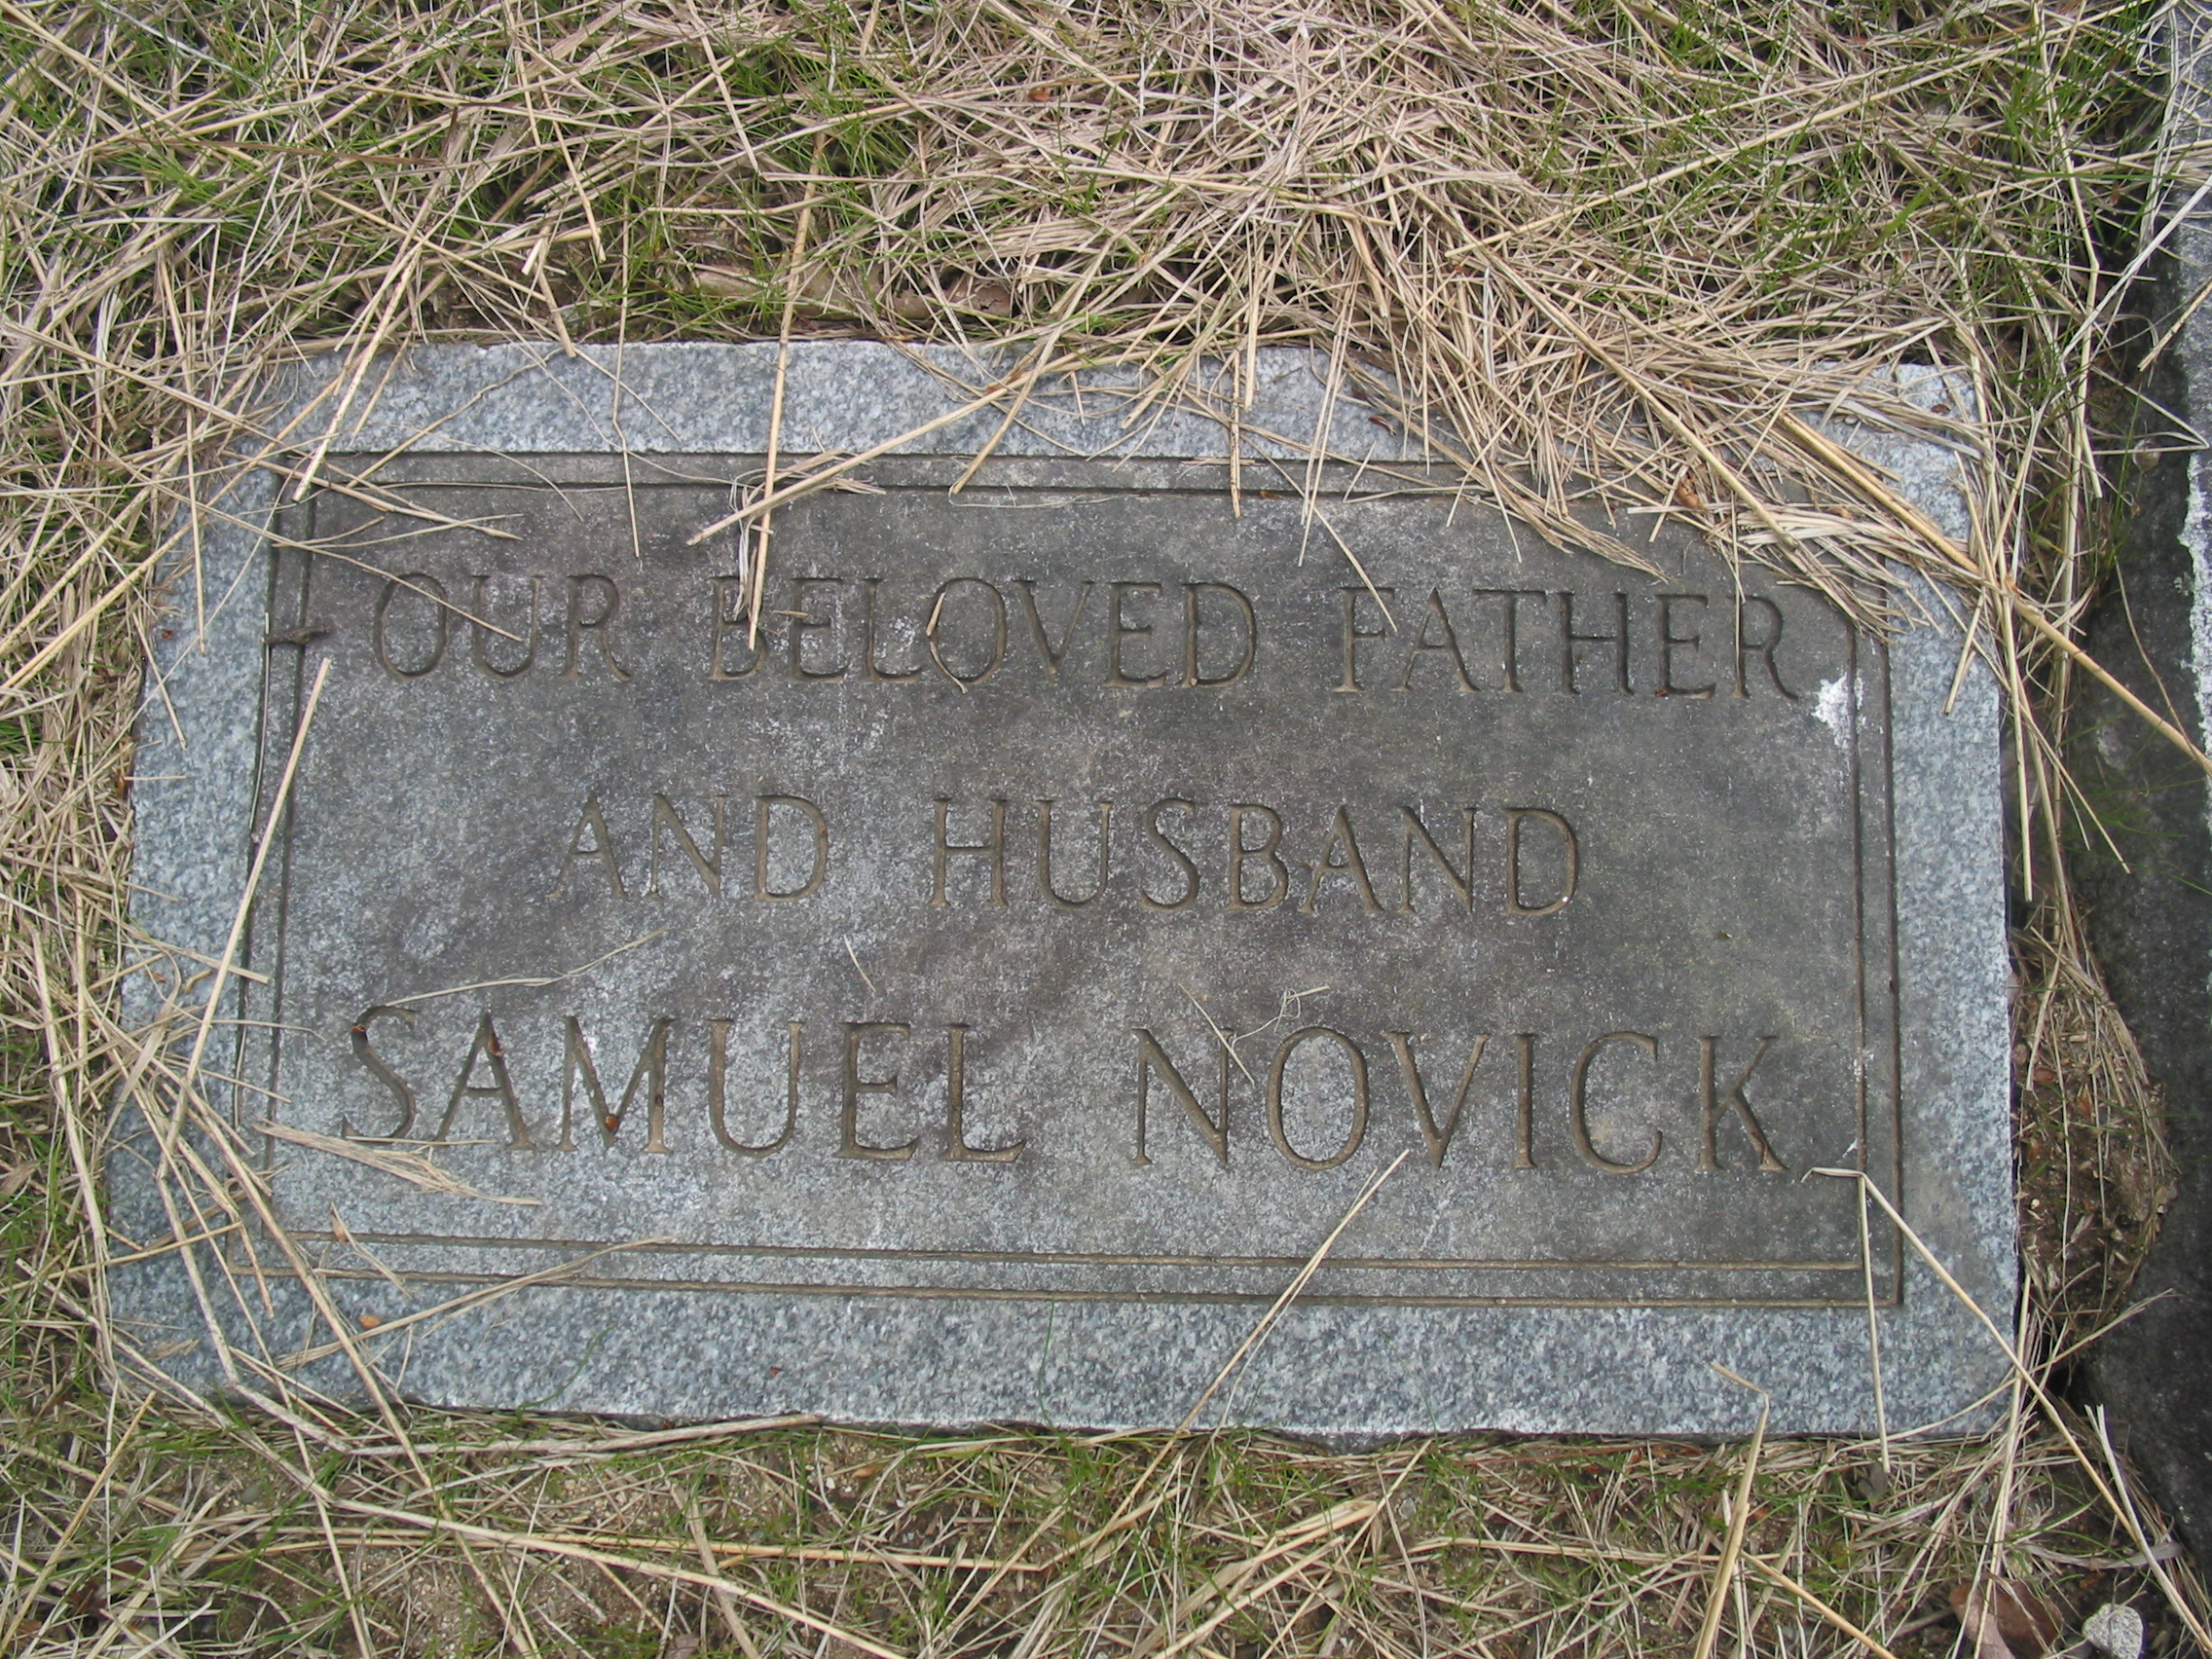 OUR BELOVED FATHER
AND HUSBAND
SAMUEL NOVICK